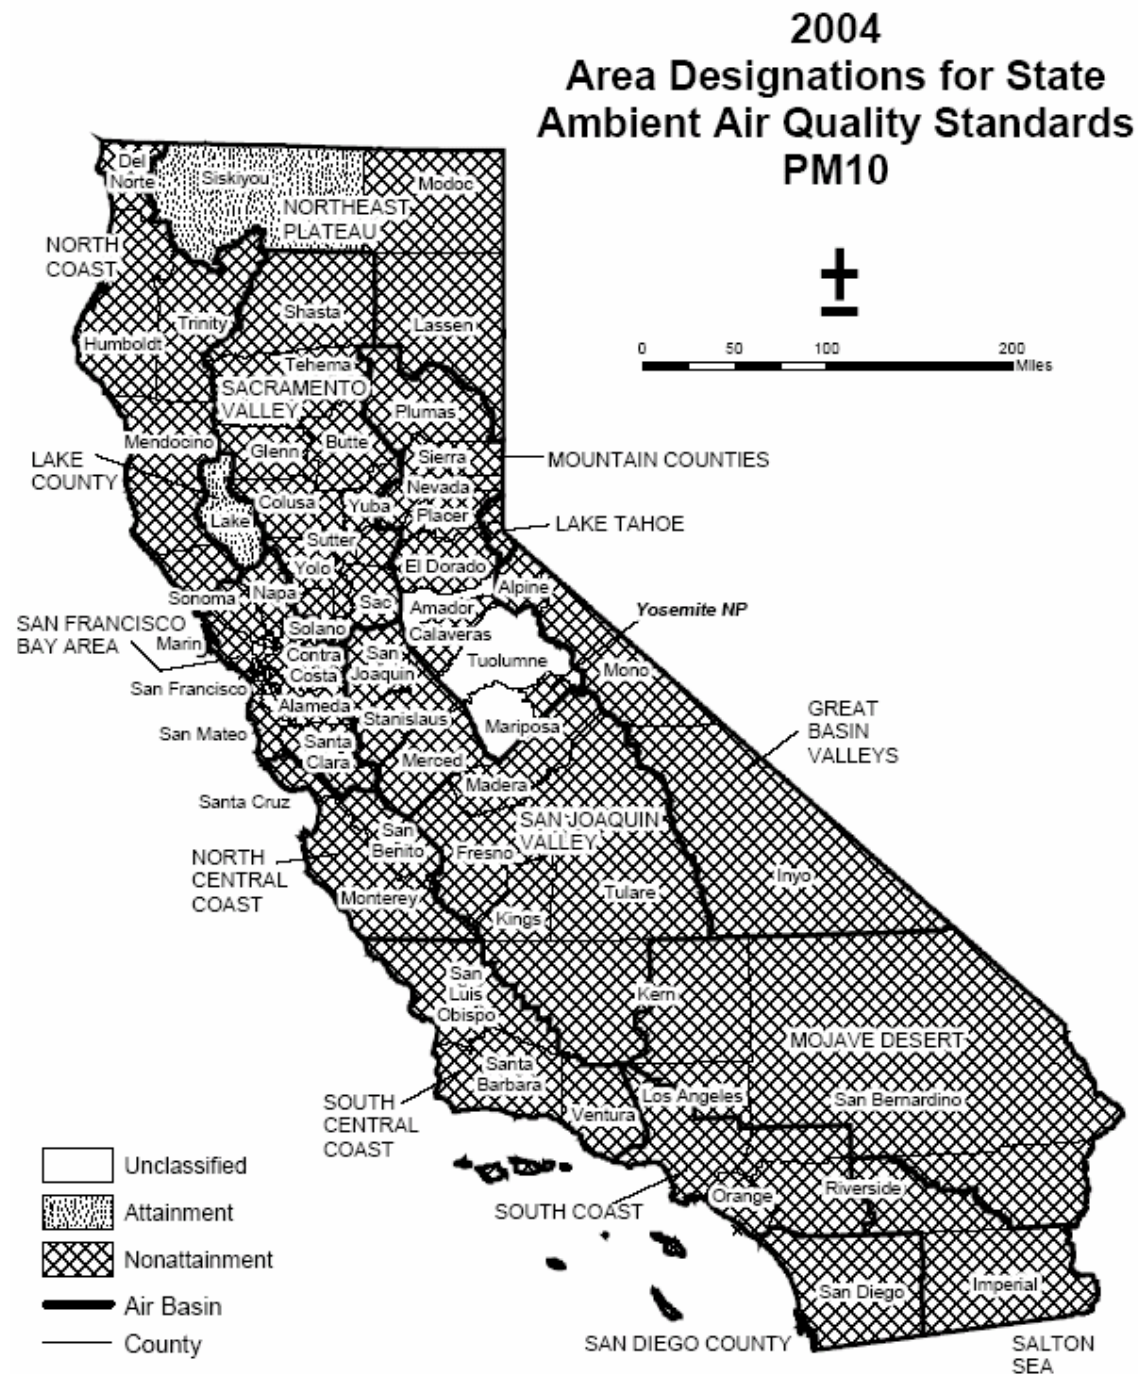 2004
Area Designations for State
Ambient Air Quality Standards
PM10
0 50 100 200
Miles
Del
Norte
Siskiyou
Modoc
NORTHEAST
PLATEAU
NORTH
COAST
Shasta
Trinity
Lassen
Humboldt
Tehema
SACRAMENTO
VALLEY
Plumas
Mendocino
Butte
Glenn
Sierra
LAKE
COUNTY
MOUNTAIN COUNTIES
Nevada
Colusa
Yuba
Placer
Lake
LAKE TAHOE
Sutter
Yolo
El Dorado
Alpine
Napa
Sonoma
Sac
Amador
Yosemite NP
SAN FRANCISCO
BAY AREA
Solano
Calaveras
Marin
Contra
Costa
San
Joaquin
Tuolumne
Mono
San Francisco
Alameda
Stanislaus
Mariposa
GREAT
BASIN
VALLEYS
San Mateo
Santa
Clara
Merced
Madera
Santa Cruz
SAN JOAQUIN
VALLEY
San
Benito
Fresno
NORTH
CENTRAL
COAST
Inyo
Monterey
Tulare
Kings
San
Luis
Obispo
Kern
MOJAVE DESERT
Santa
Barbara
Los Angeles
San Bernardino
SOUTH
CENTRAL
COAST
Ventura
Unclassified
Attainment
Nonattainment
Air Basin
County
SOUTH COAST
Orange
Riverside
San Diego
Imperial
SAN DIEGO COUNTY
SALTON
SEA